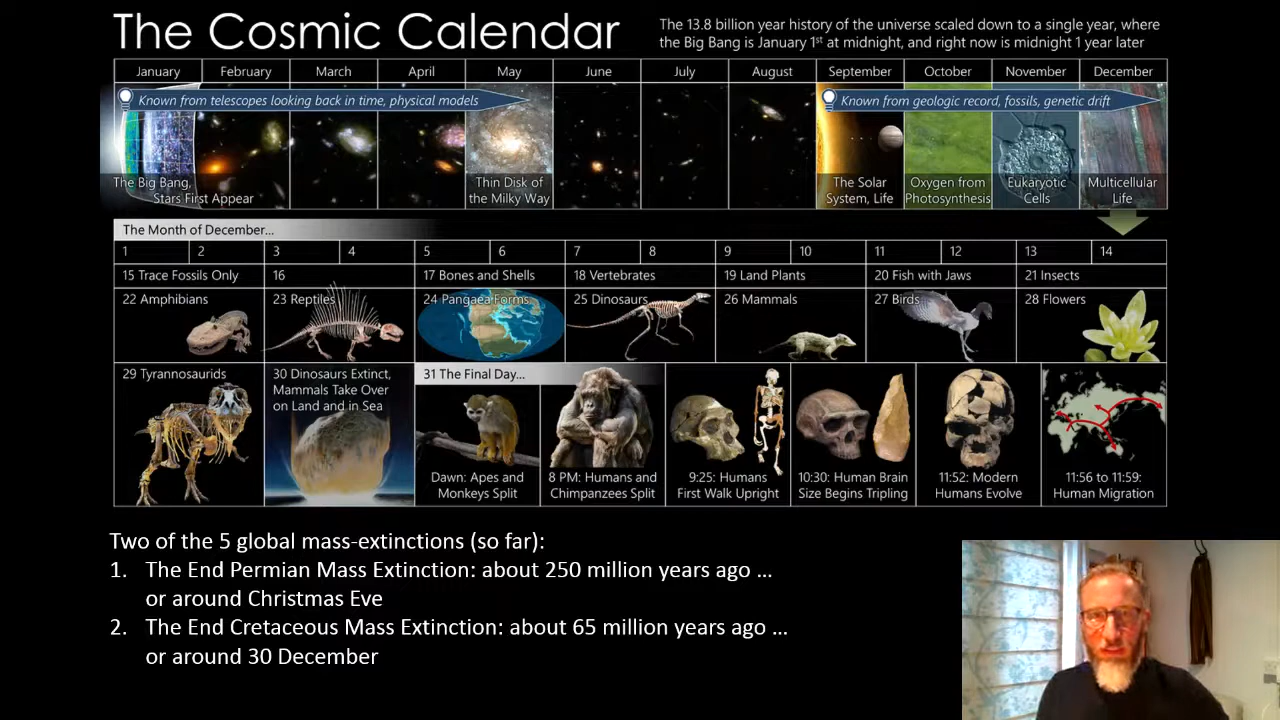 The Cosmic Calendar
The 13.8 billion year history of the universe scaled down to a single year, where
the Big Bang is January 1st at midnight, and right now is midnight 1 year later
January February March April May June July August September October November December
Known from telescopes looking back in time, physical models
Known from geologic record, fossils, genetic drift
The Big Bang,
Stars First Appear
Thin Disk of
the Milky Way
The Solar
System, Life
Oxygen from
Photosynthesis
Eukaryotic
Cells
Multicellular
Life
The Month of December...
1 2 3 4 5 6 7 8 9 10 11 12 13 14
15 Trace Fossils Only 16 17 Bones and Shells 18 Vertebrates 19 Land Plants 20 Fish with Jaws 21 Insects
22 Amphibians 23 Reptiles 24 Pangaea Forms 25 Dinosaurs 26 Mammals 27 Birds 28 Flowers
29 Tyrannosaurids
30 Dinosaurs Extinct,
Mammals Take Over
on Land and in Sea
31 The Final Day...
Dawn: Apes and
Monkeys Split
8 PM: Humans and
Chimpanzees Split
9:25: Humans
First Walk Upright
10:30: Human Brain
Size Begins Tripling
11:52: Modern
Humans Evolve
11:56 to 11:59:
Human Migration
Two of the 5 global mass-extinctions (so far):
1. The End Permian Mass Extinction: about 250 million years ago …
or around Christmas Eve
2. The End Cretaceous Mass Extinction: about 65 million years ago …
or around 30 December